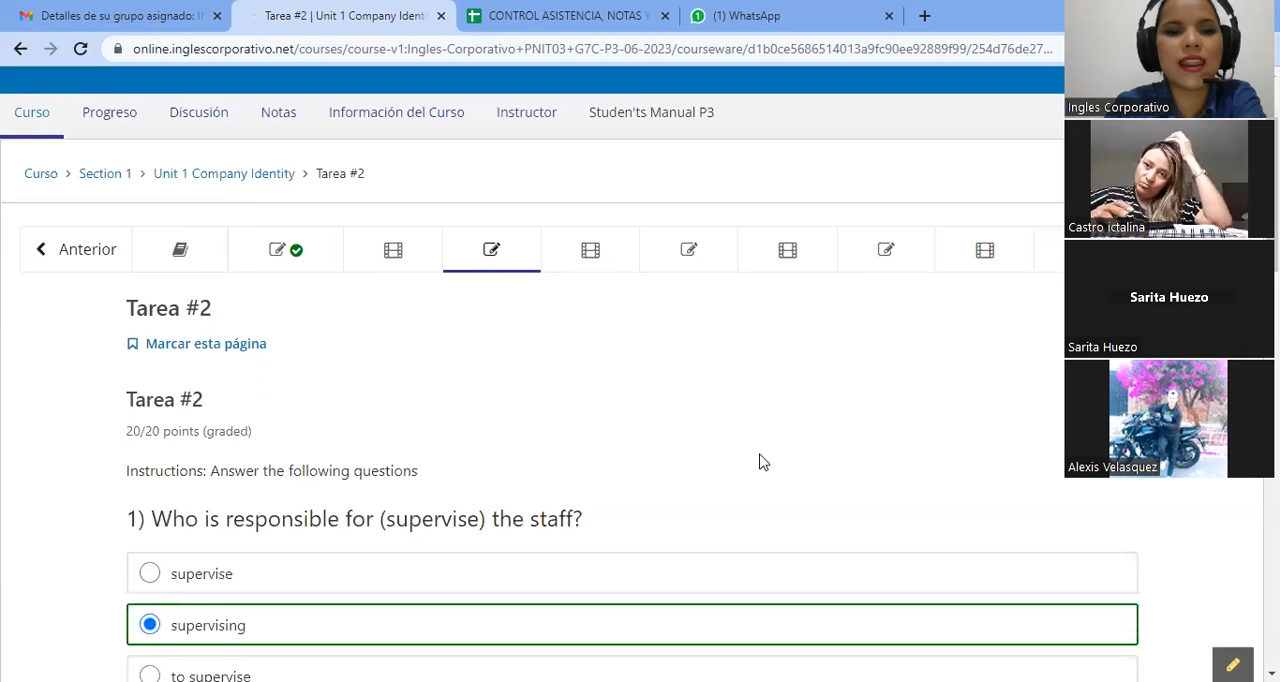 Detalles de su grupo asignado: I
Tarea #2 | Unit 1 Company Identi
CONTROL ASISTENCIA, NOTAS Y
(1) WhatsApp
online.inglescorporativo.net/courses/course-v1:Ingles-Corporativo+PNIT03+G7C-P3-06-2023/courseware/d1b0ce5686514013a9fc90ee92889f99/254d76de27...
Curso
Progreso
Discusión
Notas
Información del Curso
Instructor
Studen'ts Manual P3
Curso > Section 1 > Unit 1 Company Identity > Tarea #2
Anterior
Tarea #2
Marcar esta página
Tarea #2
20/20 points (graded)
Instructions: Answer the following questions
1) Who is responsible for (supervise) the staff?
supervise
supervising
to supervise
Ingles Corporativo
Castro ictalina
Sarita Huezo
Sarita Huezo
Alexis Velasquez